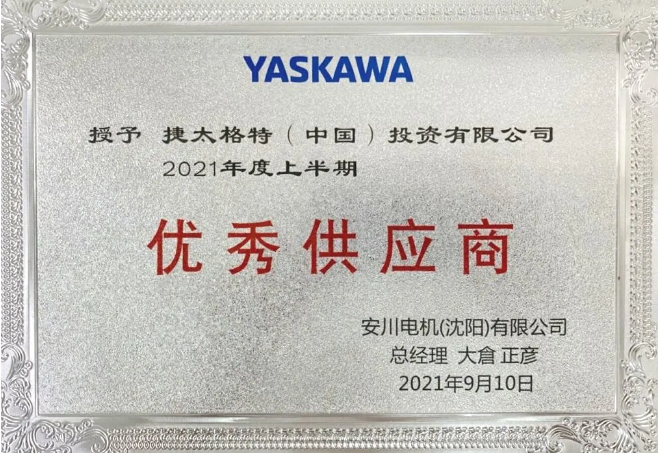 YASKAWA
授予 捷太格特（中国）投资有限公司
2021年度上半期
优秀供应商
安川电机(沈阳)有限公司
总经理 大倉 正彦
2021年9月10日